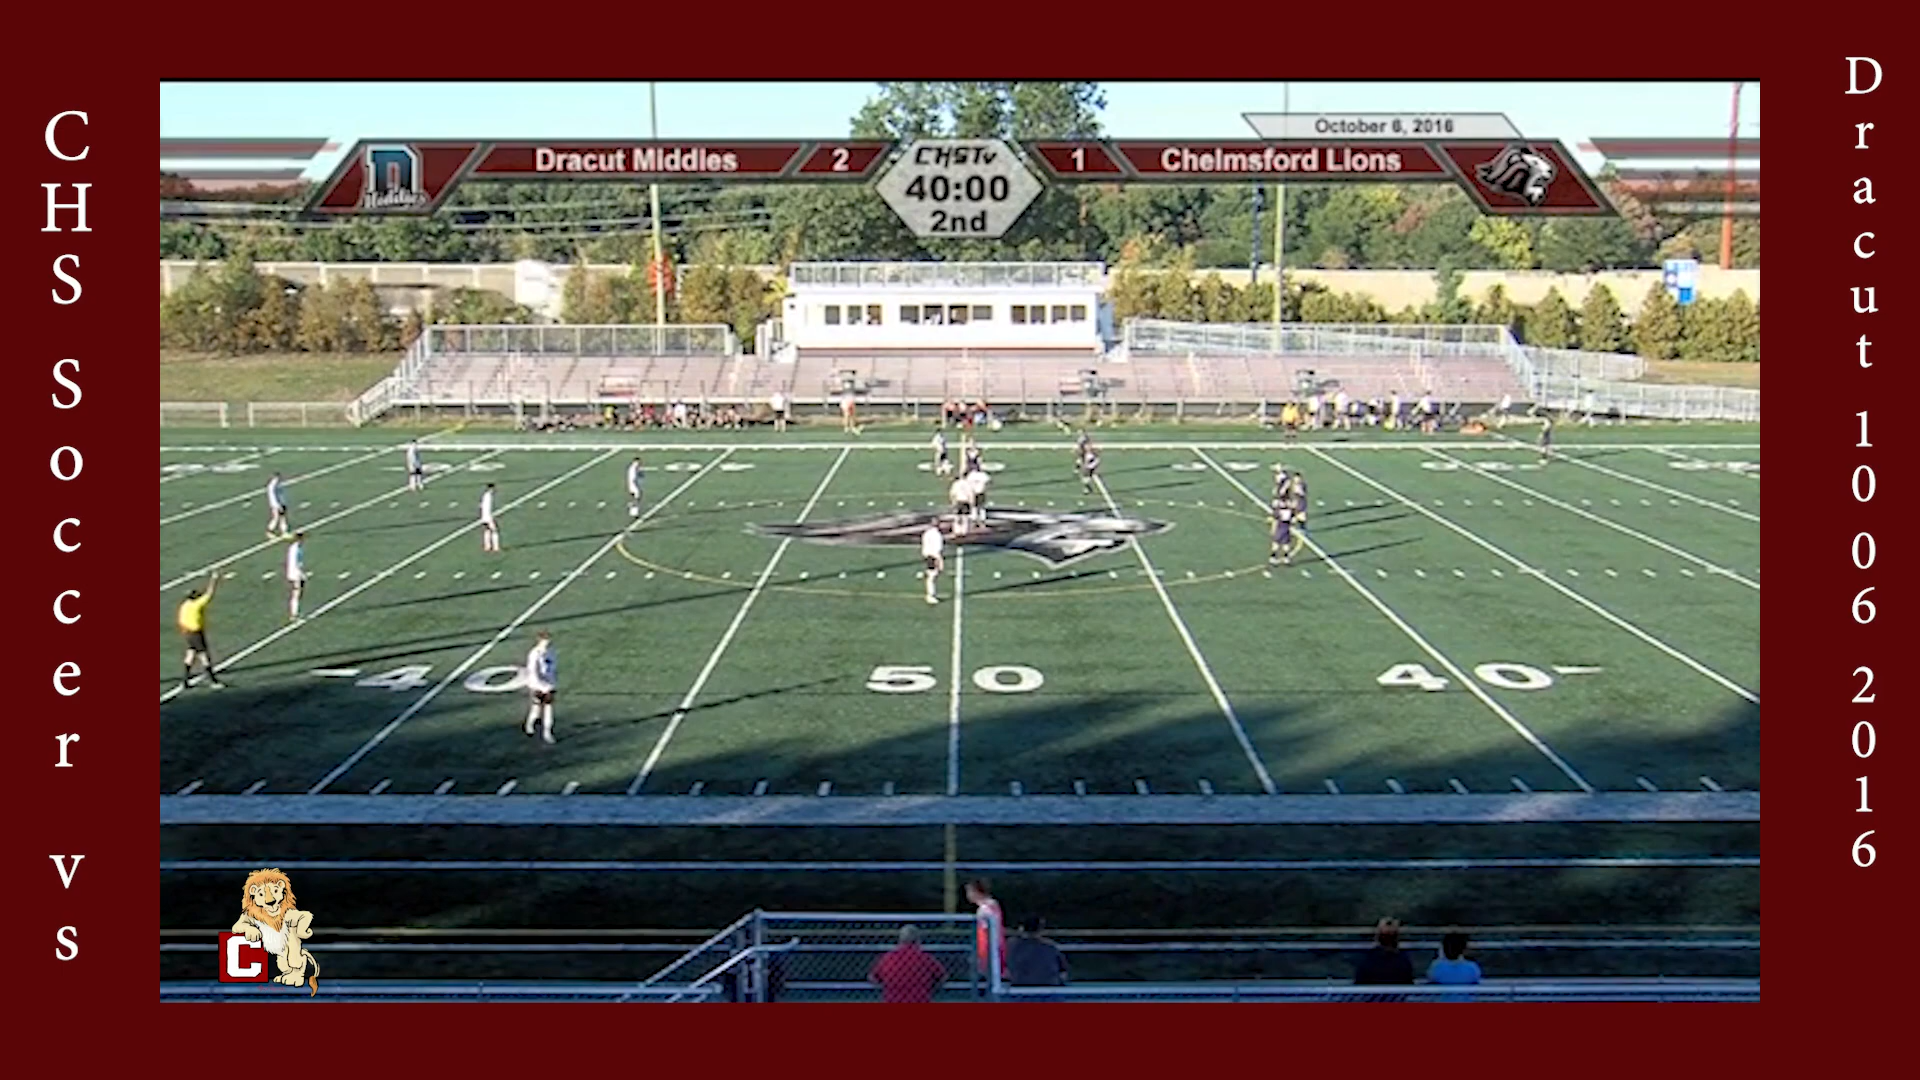 CHS Soccer vs
Dracut 10 06 2016
October 6, 2016
D
Middies
Dracut Middies 2
CHSTv
40:00
2nd
1 Chelmsford Lions
40
50
40
C